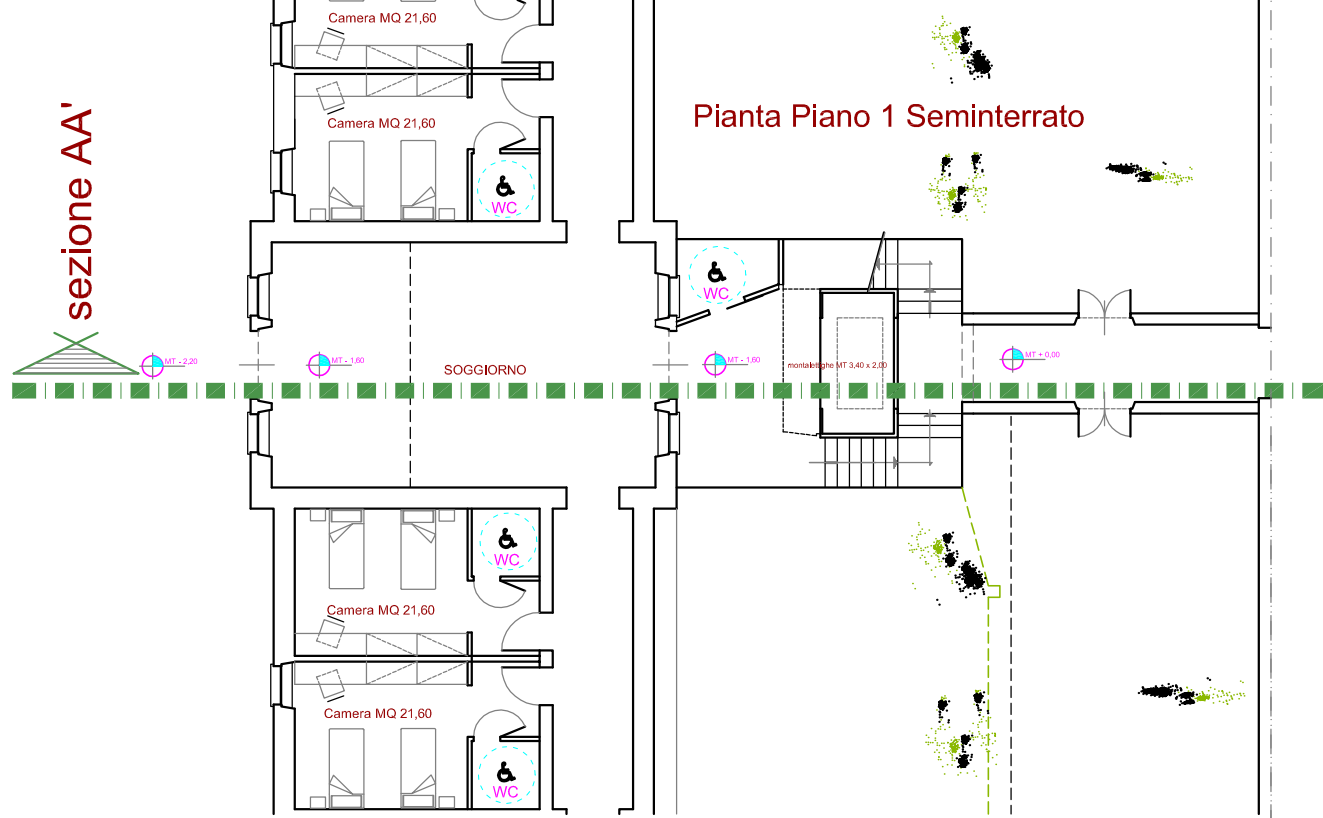 Camera MQ 21,60
Pianta Piano 1 Seminterrato
Camera MQ 21,60
sezione AA'
WC
WC
MT - 2,20
MT - 1,60
SOGGIORNO
MT - 1,60
montalettighe MT 3,40 x 2,00
MT + 0,00
WC
Camera MQ 21,60
Camera MQ 21,60
WC